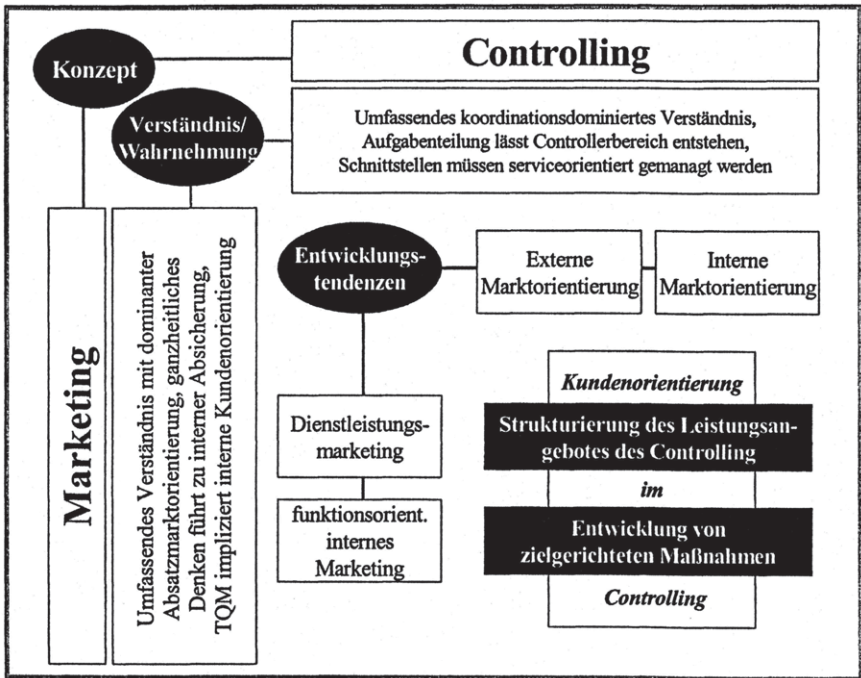 Konzept
Controlling
Verständnis/
Wahrnehmung
Umfassendes koordinationsdominiertes Verständnis,
Aufgabenteilung lässt Controllerbereich entstehen,
Schnittstellen müssen serviceorientiert gemanagt werden
Marketing
Umfassendes Verständnis mit dominanter
Absatzmarktorientierung, ganzheitliches
Denken führt zu interner Absicherung,
TQM impliziert interne Kundenorientierung
Entwicklungs-
tendenzen
Externe
Marktorientierung
Interne
Marktorientierung
Dienstleistungs-
marketing
funktionsorient.
internes
Marketing
Kundenorientierung
Strukturierung des Leistungsan-
gebotes des Controlling
im
Entwicklung von
zielgerichteten Maßnahmen
Controlling